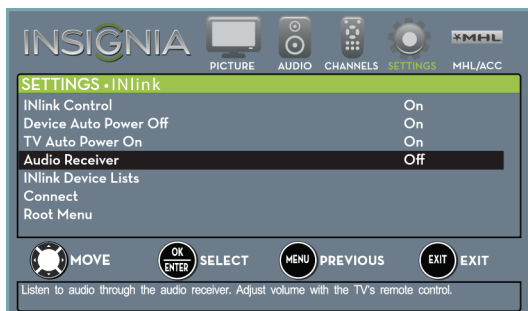 INSIGNIA
PICTURE AUDIO CHANNELS SETTINGS MHL MHL/ACC
SETTINGS • INlink
INlink Control On
Device Auto Power Off On
TV Auto Power On On
Audio Receiver Off
INlink Device Lists
Connect
Root Menu
MOVE OK ENTER SELECT MENU PREVIOUS EXIT EXIT
Listen to audio through the audio receiver. Adjust volume with the TV's remote control.